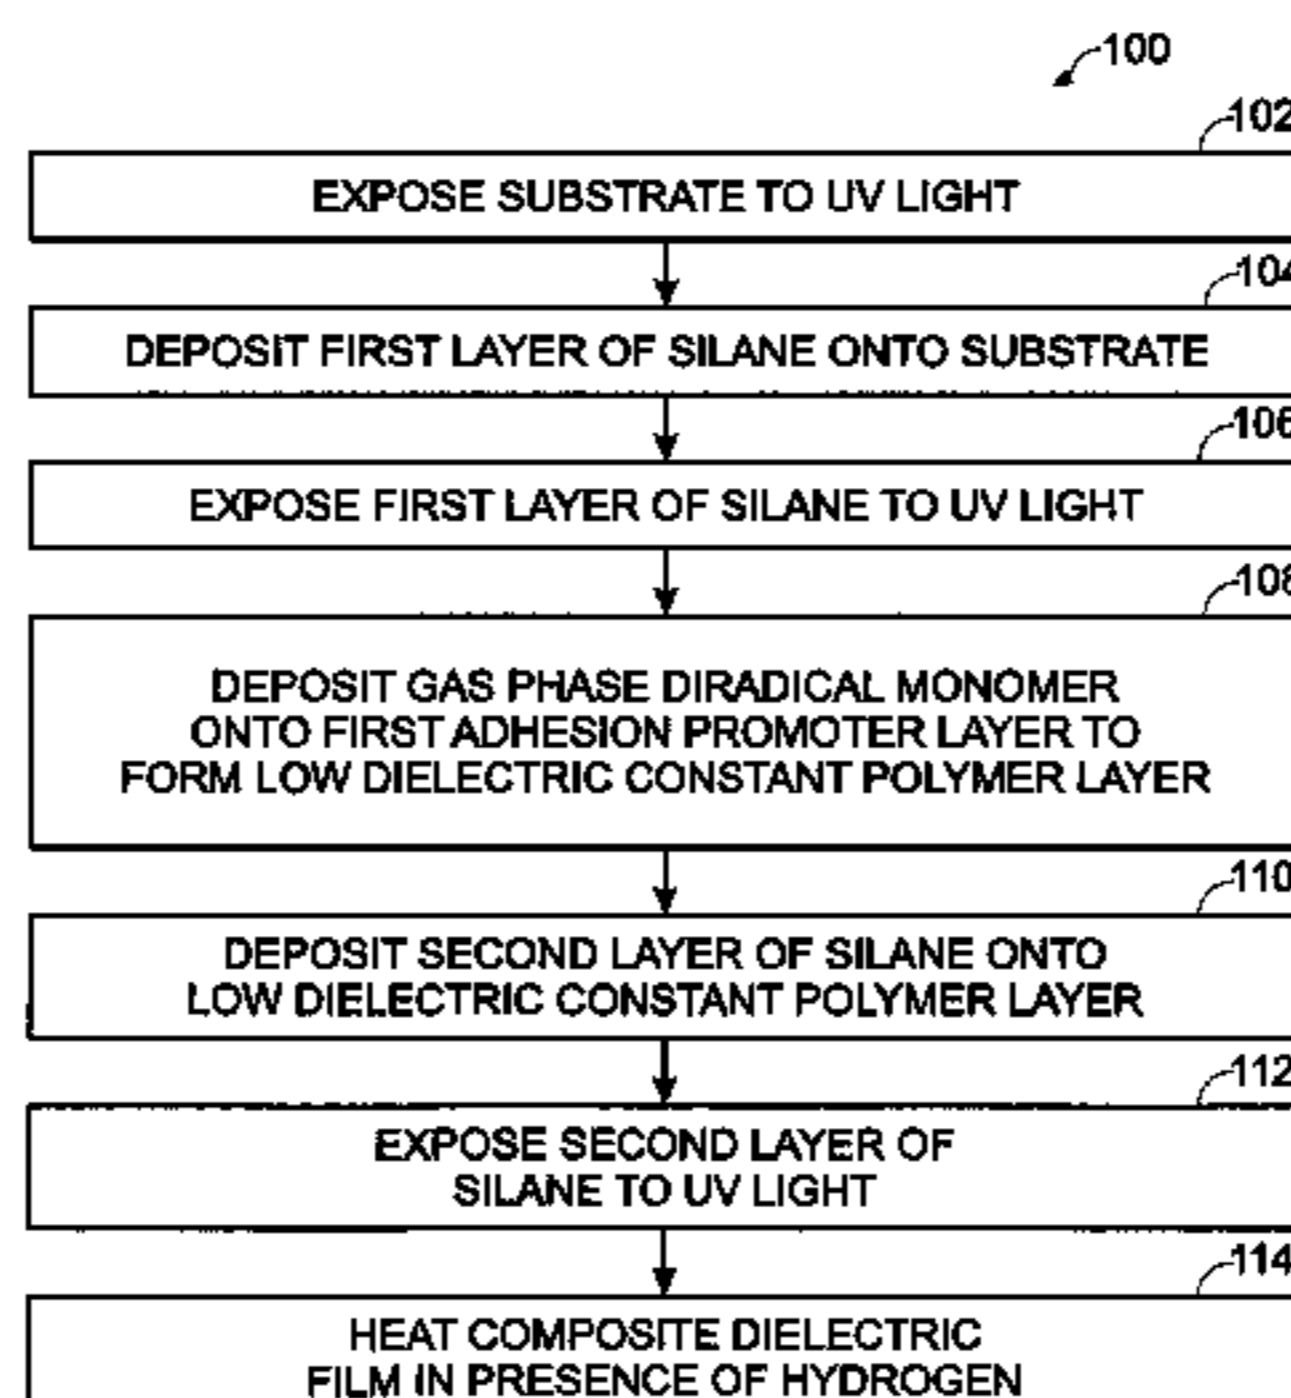 100
102
EXPOSE SUBSTRATE TO UV LIGHT
104
DEPOSIT FIRST LAYER OF SILANE ONTO SUBSTRATE
106
EXPOSE FIRST LAYER OF SILANE TO UV LIGHT
108
DEPOSIT GAS PHASE DIRADICAL MONOMER
ONTO FIRST ADHESION PROMOTER LAYER TO
FORM LOW DIELECTRIC CONSTANT POLYMER LAYER
110
DEPOSIT SECOND LAYER OF SILANE ONTO
LOW DIELECTRIC CONSTANT POLYMER LAYER
112
EXPOSE SECOND LAYER OF
SILANE TO UV LIGHT
114
HEAT COMPOSITE DIELECTRIC
FILM IN PRESENCE OF HYDROGEN